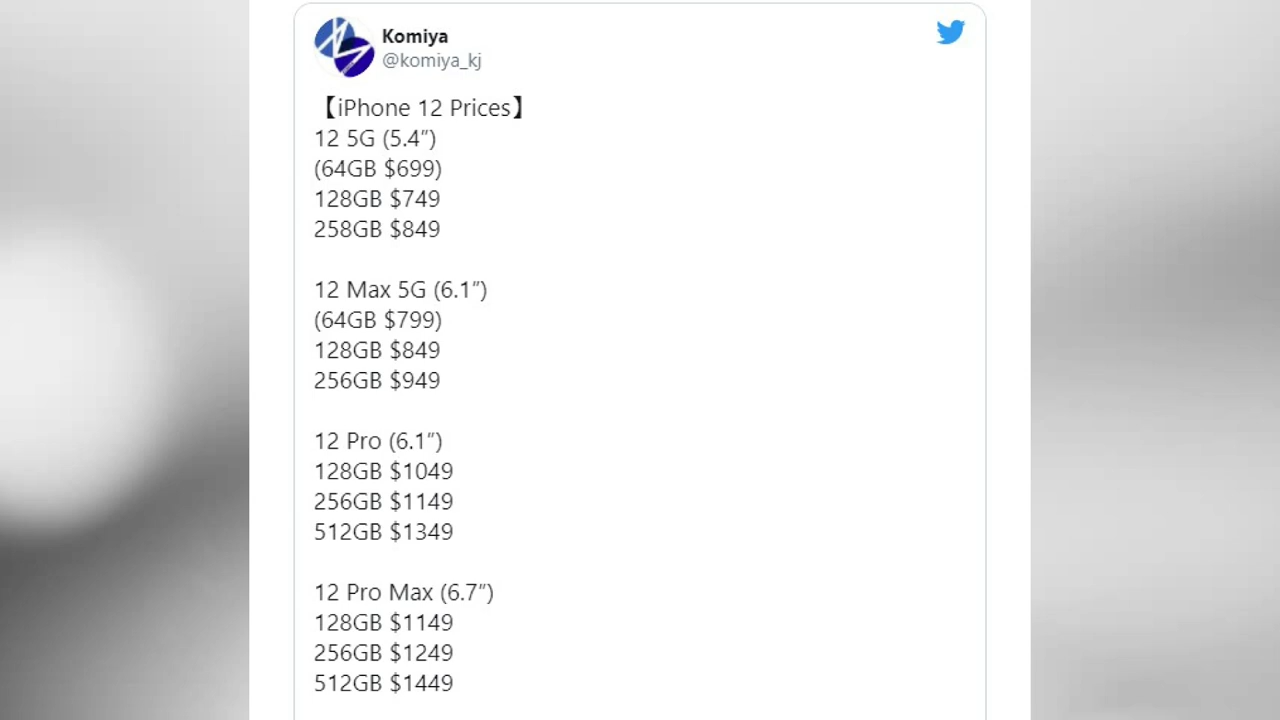 Komiya
@komiya_kj
【iPhone 12 Prices】
12 5G (5.4″)
(64GB $699)
128GB $749
258GB $849
12 Max 5G (6.1″)
(64GB $799)
128GB $849
256GB $949
12 Pro (6.1″)
128GB $1049
256GB $1149
512GB $1349
12 Pro Max (6.7″)
128GB $1149
256GB $1249
512GB $1449